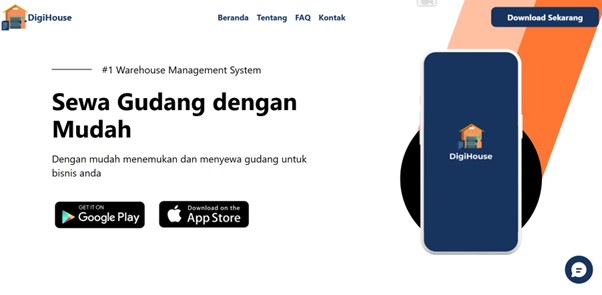 DigiHouse
Beranda Tentang FAQ Kontak
Download Sekarang
#1 Warehouse Management System
Sewa Gudang dengan
Mudah
Dengan mudah menemukan dan menyewa gudang untuk
bisnis anda
GET IT ON
Google Play
Download on the
App Store
DigiHouse